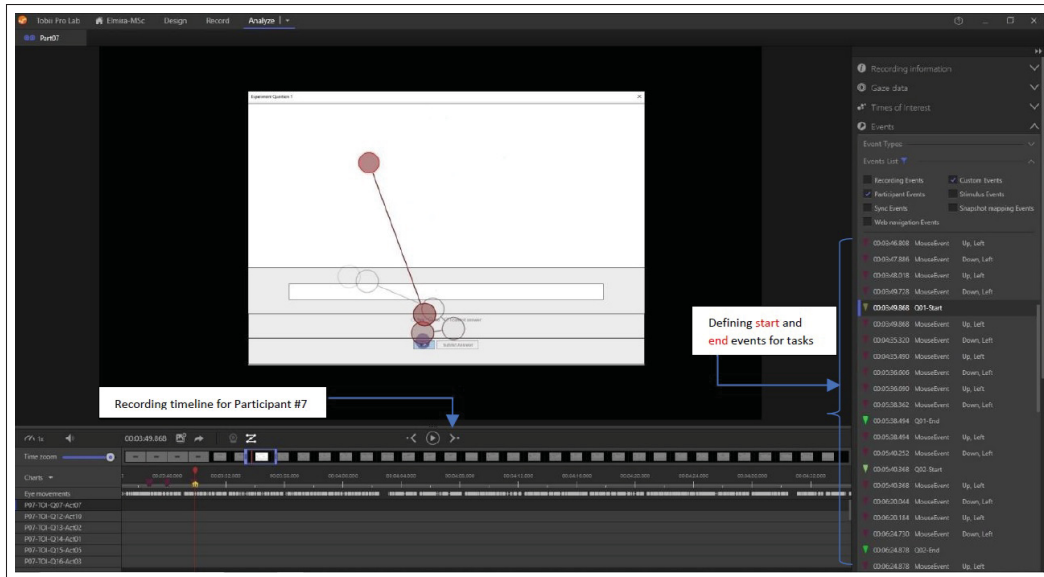 Tobii Pro Lab Elmira-MSc Design Record Analyze
Part07
Experiment Question 1
Submit Answer
Recording information
Gaze data
Times of interest
Events
Event Types
Events List
Recording Events Custom Events
Participant Events Stimulus Events
Sync Events Snapshot mapping Events
Web navigation Events
00:03:46.808 MouseEvent Up, Left
00:03:47.886 MouseEvent Down, Left
00:03:48.018 MouseEvent Up, Left
00:03:49.728 MouseEvent Down, Left
00:03:49.868 Q01-Start
00:03:49.868 MouseEvent Up, Left
00:04:25.320 MouseEvent Down, Left
00:04:25.490 MouseEvent Up, Left
00:05:36.606 MouseEvent Down, Left
00:05:36.690 MouseEvent Up, Left
00:05:38.362 MouseEvent Down, Left
00:05:38.494 Q01-End
00:05:38.494 MouseEvent Up, Left
00:05:40.252 MouseEvent Down, Left
00:05:40.348 Q02-Start
00:05:40.348 MouseEvent Up, Left
00:06:20.044 MouseEvent Down, Left
00:06:20.184 MouseEvent Up, Left
00:06:24.730 MouseEvent Down, Left
00:06:24.878 Q02-End
00:06:24.878 MouseEvent Up, Left
Defining start and
end events for tasks
Recording timeline for Participant #7
1s 00:03:49.868
Time room
Charts
Eye movements
P07-TOI-Q07-Act07
P07-TOI-Q12-Act10
P07-TOI-Q13-Act02
P07-TOI-Q14-Act01
P07-TOI-Q15-Act05
P07-TOI-Q16-Act03